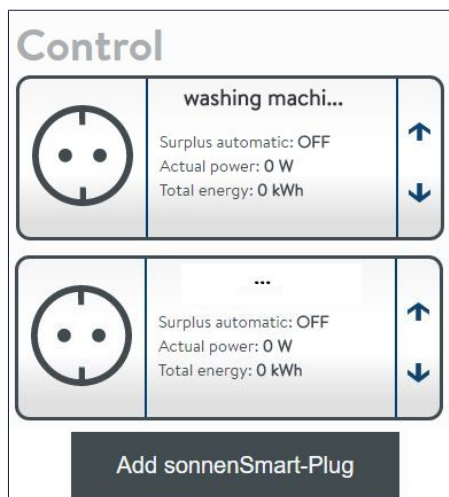 Control
washing machi...
Surplus automatic: OFF
Actual power: 0 W
Total energy: 0 kWh
...
Surplus automatic: OFF
Actual power: 0 W
Total energy: 0 kWh
Add sonnenSmart-Plug